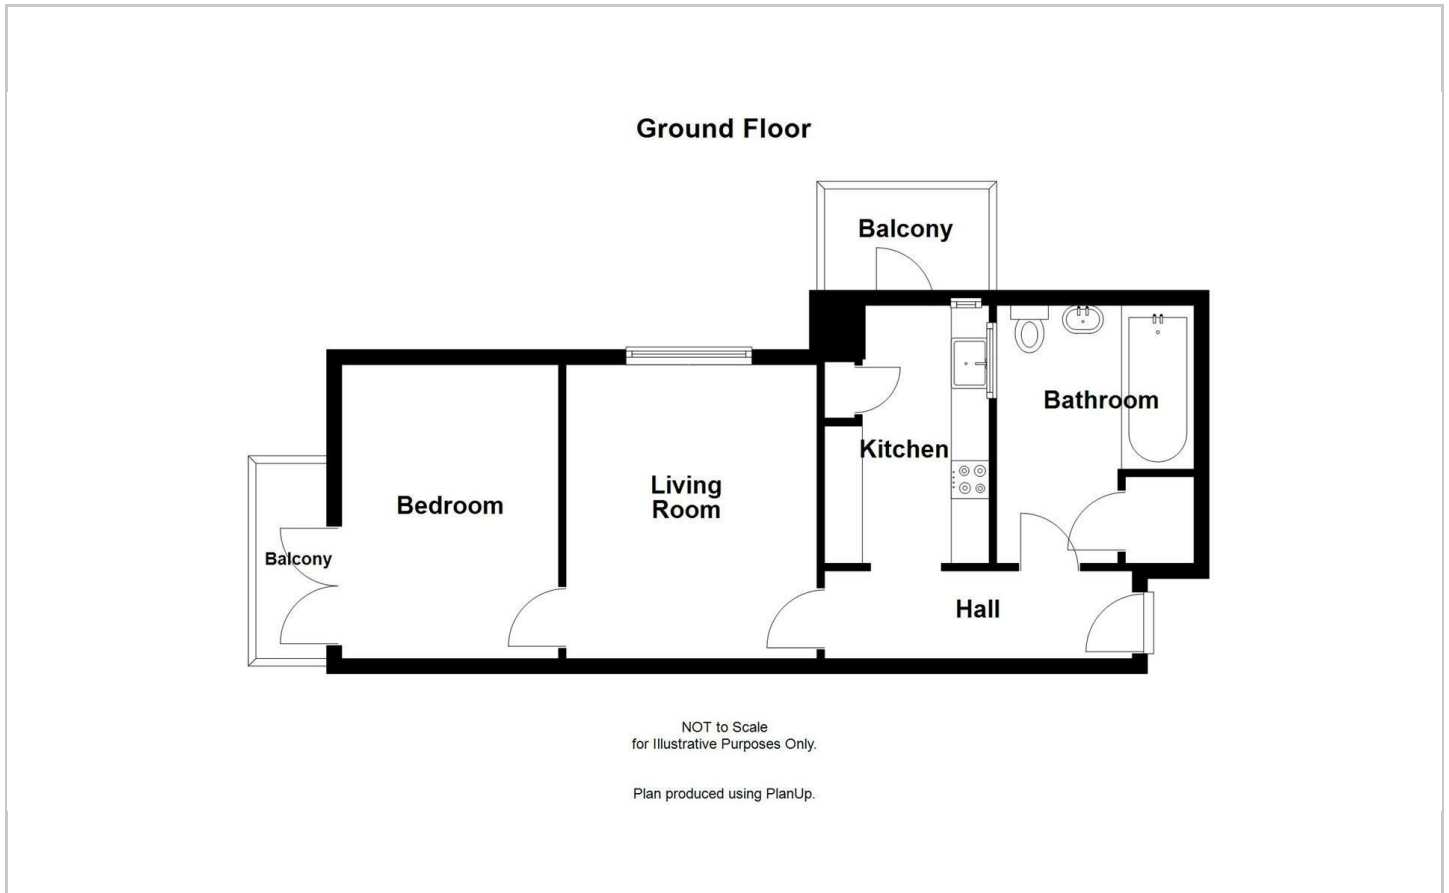 Ground Floor
Balcony
Bathroom
Kitchen
Living
Room
Bedroom
Balcony
Hall
NOT to Scale
for Illustrative Purposes Only.
Plan produced using PlanUp.